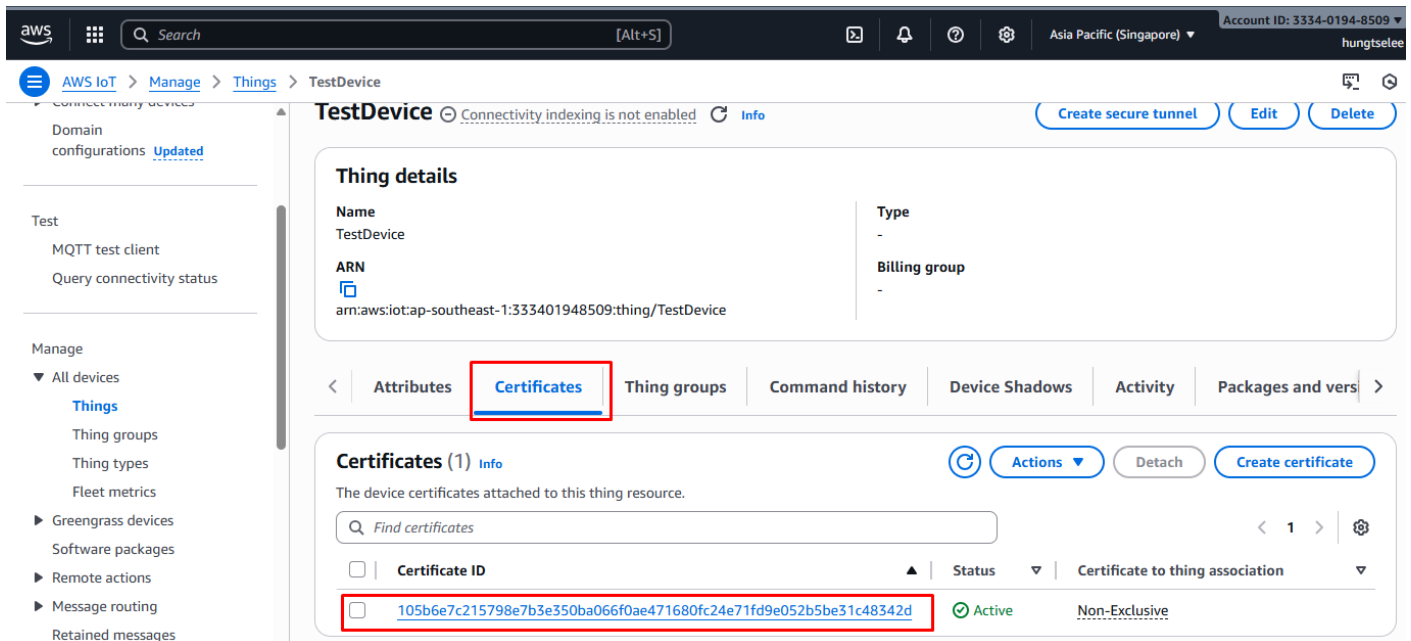 aws
Search [Alt+S]
Asia Pacific (Singapore) ▼
Account ID: 3334-0194-8509 ▼
hungtselee
AWS IoT > Manage > Things > TestDevice
Connect many devices
Domain
configurations Updated
Test
MQTT test client
Query connectivity status
Manage
All devices
Things
Thing groups
Thing types
Fleet metrics
Greengrass devices
Software packages
Remote actions
Message routing
Retained messages
TestDevice Connectivity indexing is not enabled Info
Create secure tunnel Edit Delete
Thing details
Name
TestDevice
ARN
arn:aws:iot:ap-southeast-1:333401948509:thing/TestDevice
Type
-
Billing group
-
Attributes Certificates Thing groups Command history Device Shadows Activity Packages and versi
Certificates (1) Info
Actions ▼ Detach Create certificate
The device certificates attached to this thing resource.
Find certificates
< 1 >
Certificate ID Status Certificate to thing association
105b6e7c215798e7b3e350ba066f0ae471680fc24e71fd9e052b5be31c48342d Active Non-Exclusive